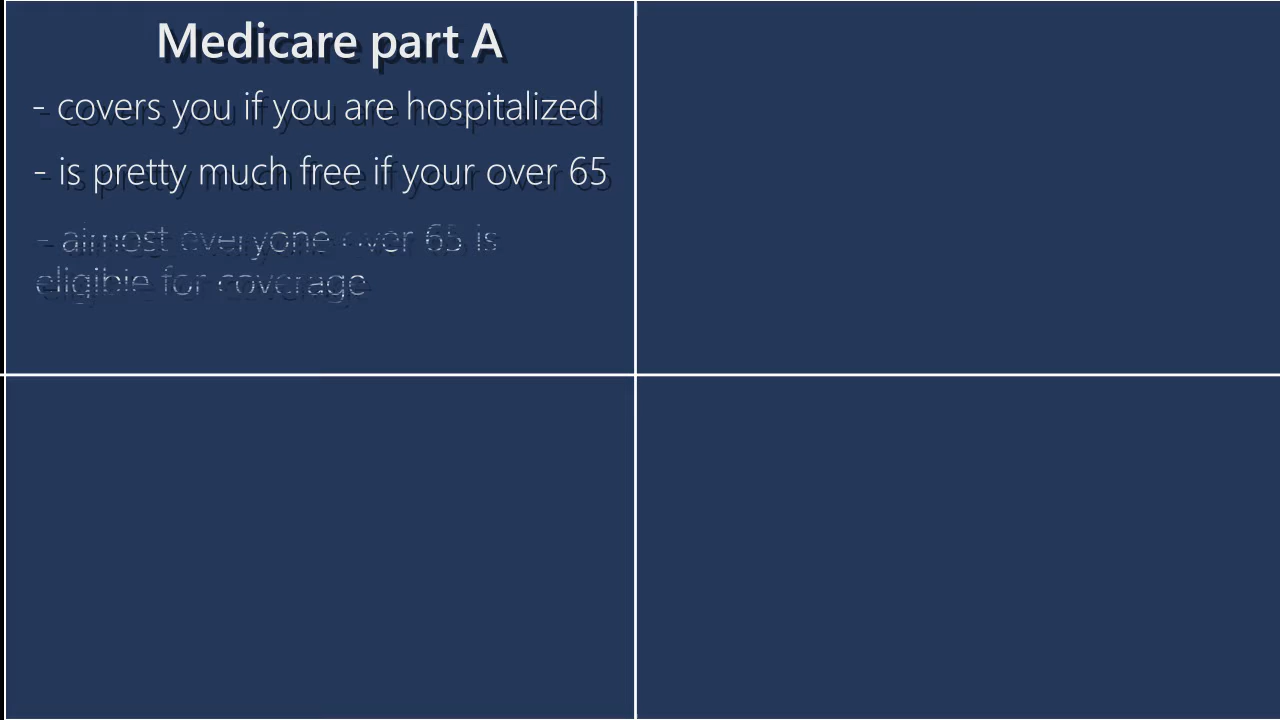 Medicare part A
- covers you if you are hospitalized
- is pretty much free if your over 65
- almost everyone over 65 is
eligible for coverage